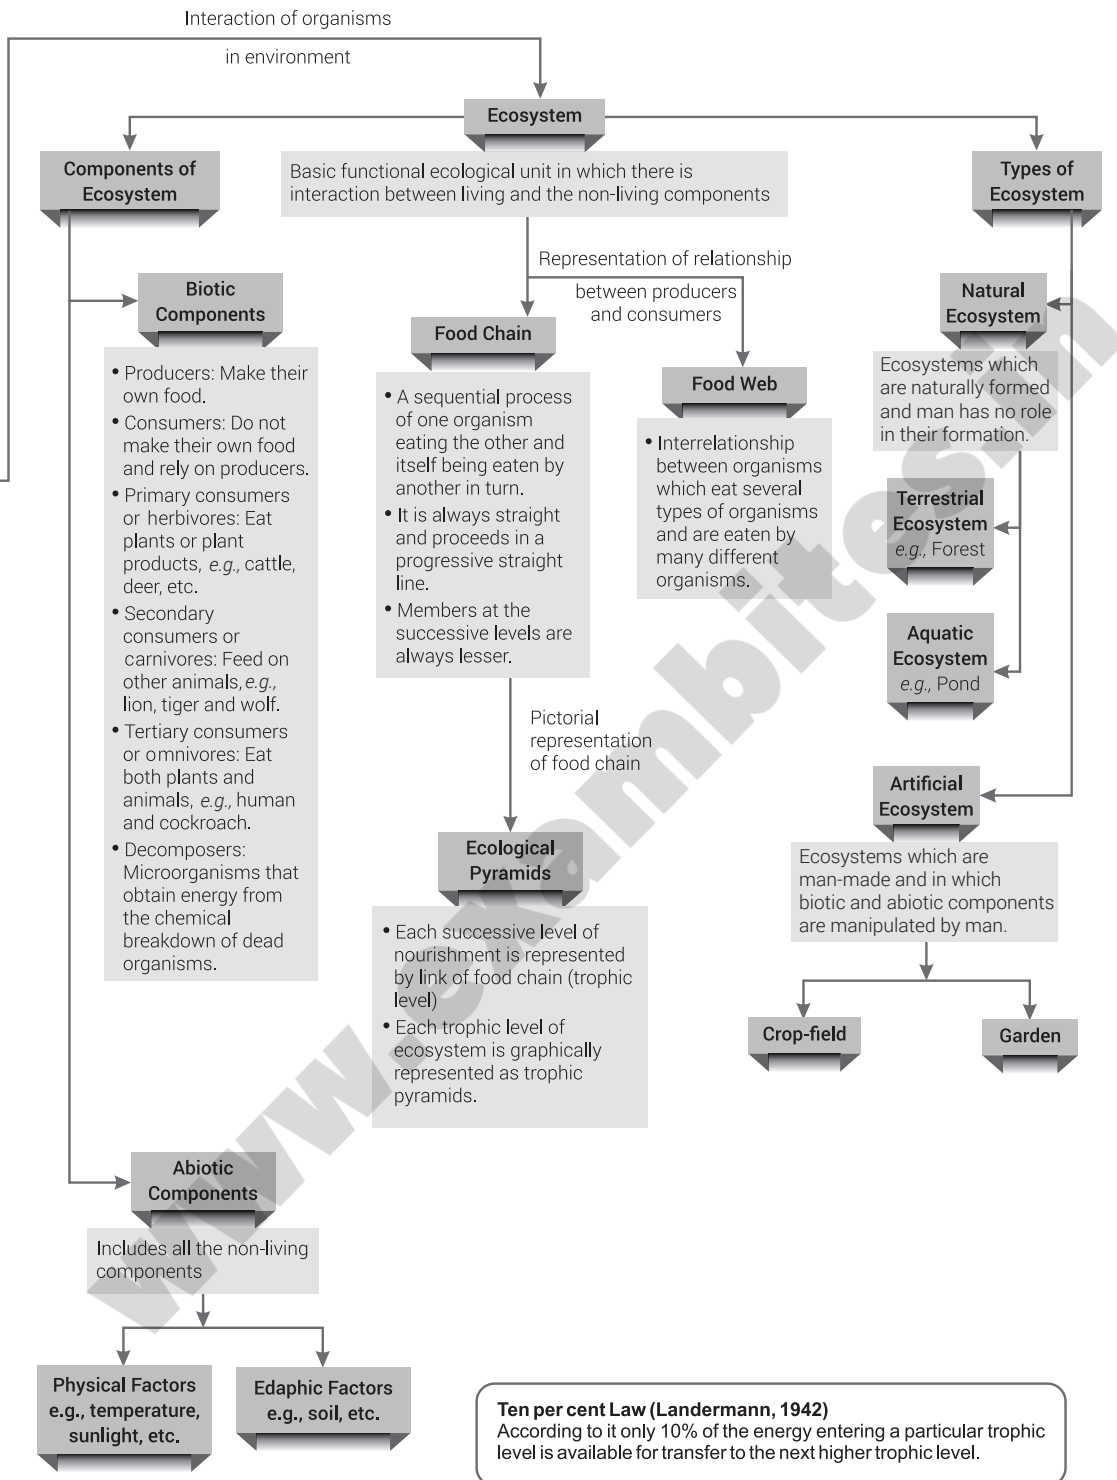 Interaction of organisms
in environment
Ecosystem
Basic functional ecological unit in which there is
interaction between living and the non-living components
Components of
Ecosystem
Biotic
Components
• Producers: Make their
own food.
• Consumers: Do not
make their own food
and rely on producers.
• Primary consumers
or herbivores: Eat
plants or plant
products, e.g., cattle,
deer, etc.
• Secondary
consumers or
carnivores: Feed on
other animals, e.g.,
lion, tiger and wolf.
• Tertiary consumers
or omnivores: Eat
both plants and
animals, e.g., human
and cockroach.
• Decomposers:
Microorganisms that
obtain energy from
the chemical
breakdown of dead
organisms.
Abiotic
Components
Includes all the non-living
components
Physical Factors
e.g., temperature,
sunlight, etc.
Edaphic Factors
e.g., soil, etc.
Representation of relationship
between producers
and consumers
Food Chain
• A sequential process
of one organism
eating the other and
itself being eaten by
another in turn.
• It is always straight
and proceeds in a
progressive straight
line.
• Members at the
successive levels are
always lesser.
Pictorial
representation
of food chain
Ecological
Pyramids
• Each successive level of
nourishment is represented
by link of food chain (trophic
level)
• Each trophic level of
ecosystem is graphically
represented as trophic
pyramids.
Food Web
• Interrelationship
between organisms
which eat several
types of organisms
and are eaten by
many different
organisms.
Types of
Ecosystem
Natural
Ecosystem
Ecosystems which
are naturally formed
and man has no role
in their formation.
Terrestrial
Ecosystem
e.g., Forest
Aquatic
Ecosystem
e.g., Pond
Artificial
Ecosystem
Ecosystems which are
man-made and in which
biotic and abiotic components
are manipulated by man.
Crop-field
Garden
Ten per cent Law (Landermann, 1942)
According to it only 10% of the energy entering a particular trophic
level is available for transfer to the next higher trophic level.
www.exambites.in